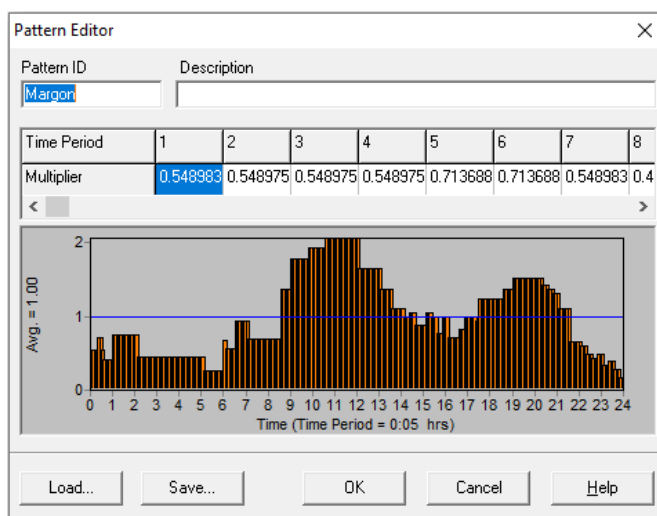 Pattern Editor
Pattern ID Description
Margon
Time Period 1 2 3 4 5 6 7 8
Multiplier 0.548983 0.548975 0.548975 0.548975 0.713688 0.713688 0.548983 0.4
2
1
0
Avg. = 1.00
0 1 2 3 4 5 6 7 8 9 10 11 12 13 14 15 16 17 18 19 20 21 22 23 24
Time (Time Period = 0:05 hrs)
Load... Save... OK Cancel Help